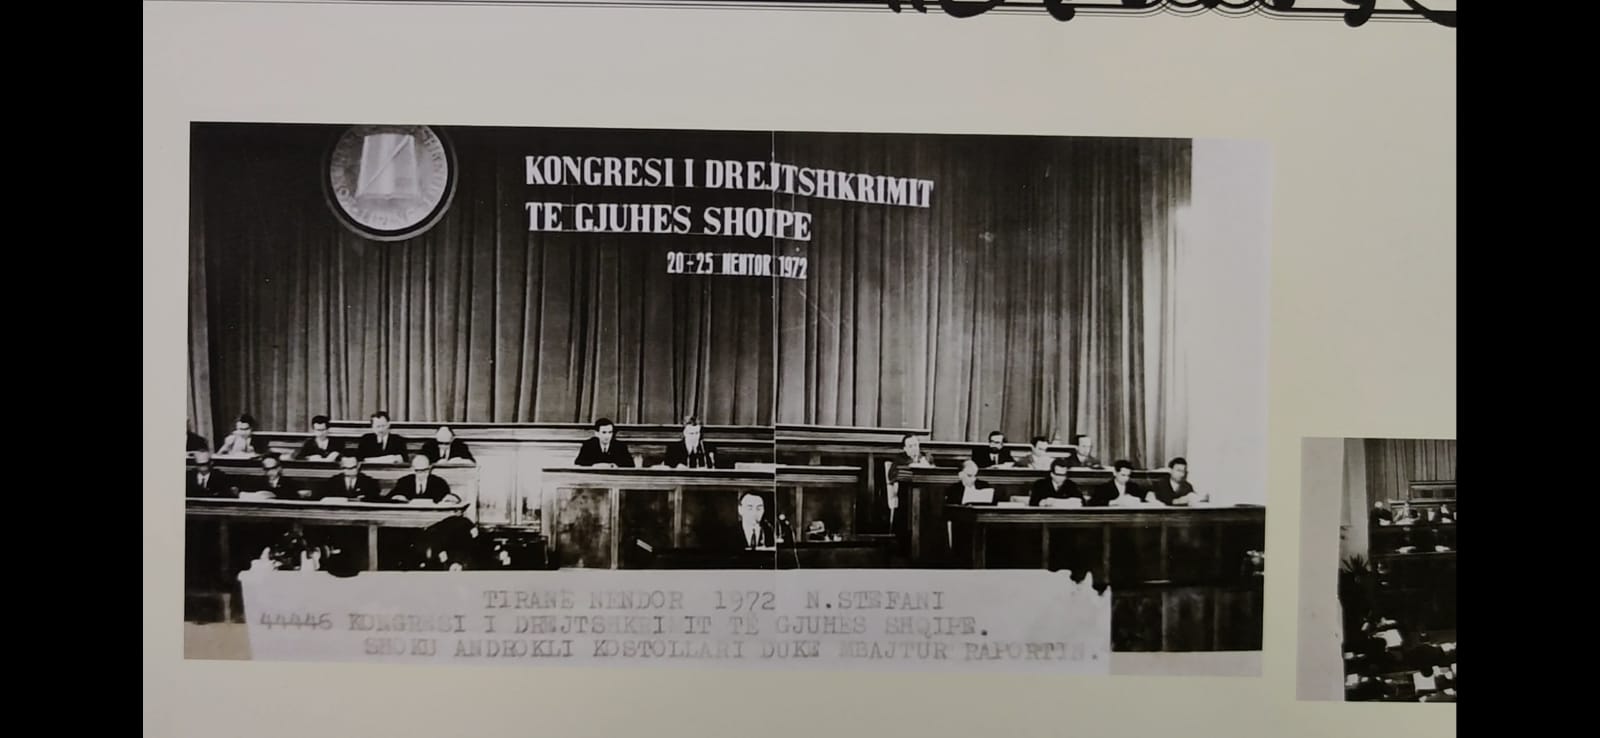 KONGRESI I DREJTSHKRIMIT
TE GJUHES SHQIPE
20-25 NENTOR 1972
TIRANE NENDOR 1972 N.STEFANI
44446 KONGRESI I DREJTSHKRIMIT TE GJUHES SHQIPE.
SHOKU ANDROKLI KOSTOLLARI DUKE MBAJTUR RAPORTIN.